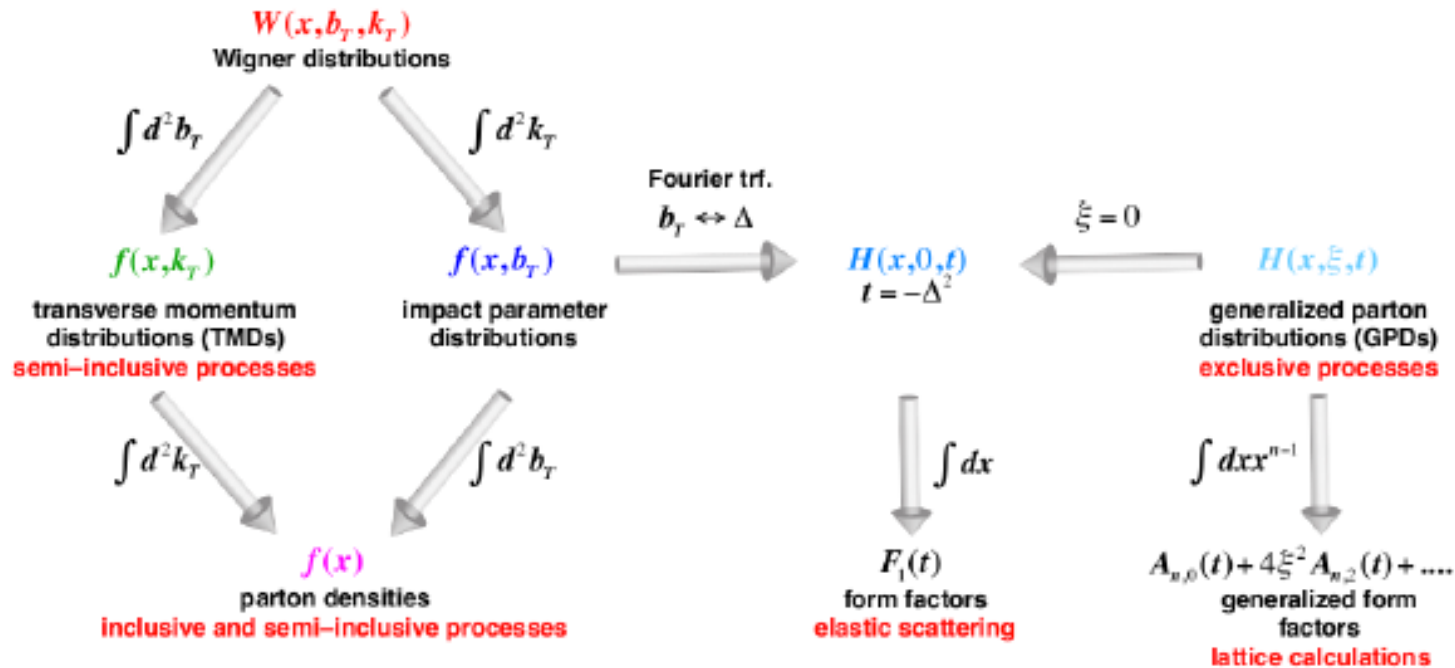 W(x,b_T,k_T)
Wigner distributions
∫d²b_T
∫d²k_T
Fourier trf.
b_T ↔ Δ
ξ = 0
f(x,k_T)
f(x,b_T)
H(x,0,t)
t = −Δ²
H(x,ξ,t)
transverse momentum
distributions (TMDs)
semi–inclusive processes
impact parameter
distributions
generalized parton
distributions (GPDs)
exclusive processes
∫d²k_T
∫d²b_T
∫dx
∫dxx^{n−1}
f(x)
parton densities
inclusive and semi–inclusive processes
F_1(t)
form factors
elastic scattering
A_{n,0}(t) + 4ξ²A_{n,2}(t) + ....
generalized form
factors
lattice calculations